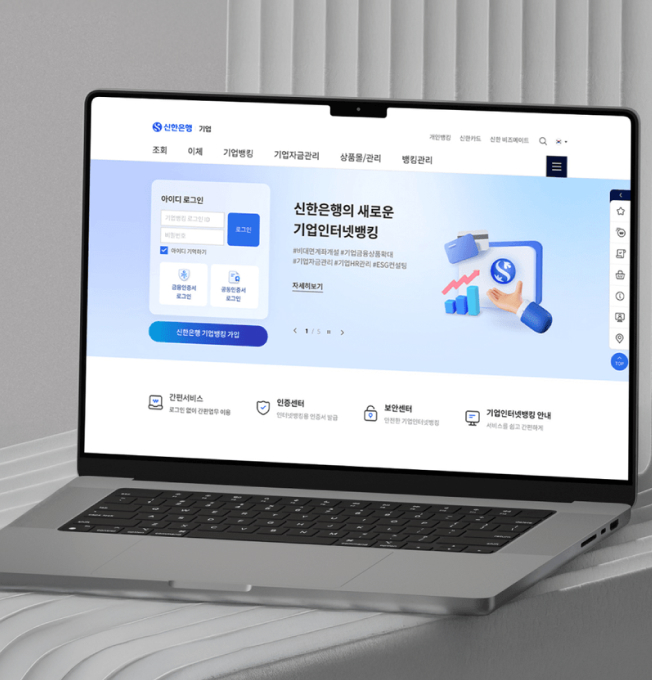 신한은행 기업
개인뱅킹 신한카드 신한 비즈메이트
조회 이체 기업뱅킹 기업자금관리 상품몰/관리 뱅킹관리
아이디 로그인
기업뱅킹 로그인ID
비밀번호
로그인
아이디 기억하기
금융인증서
로그인
공동인증서
로그인
신한은행 기업뱅킹 가입
신한은행의 새로운
기업인터넷뱅킹
#비대면계좌개설 #기업금융상품확대
#기업자금관리 #기업HR관리 #ESG컨설팅
자세히보기
1 / 5
TOP
간편서비스
로그인 없이 간편업무 이용
인증센터
인터넷뱅킹용 인증서 발급
보안센터
안전한 기업인터넷뱅킹
기업인터넷뱅킹 안내
서비스를 쉽고 간편하게